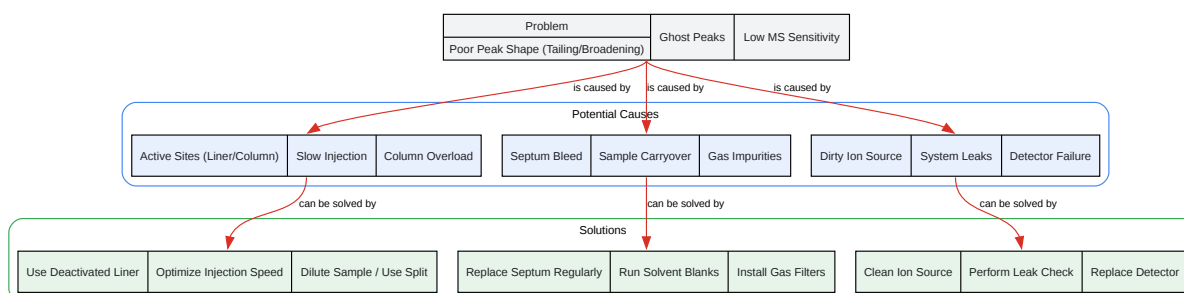 Problem
Poor Peak Shape (Tailing/Broadening)
Ghost Peaks
Low MS Sensitivity
is caused by
is caused by
is caused by
Potential Causes
Active Sites (Liner/Column)
Slow Injection
Column Overload
Septum Bleed
Sample Carryover
Gas Impurities
Dirty Ion Source
System Leaks
Detector Failure
can be solved by
can be solved by
can be solved by
Solutions
Use Deactivated Liner
Optimize Injection Speed
Dilute Sample / Use Split
Replace Septum Regularly
Run Solvent Blanks
Install Gas Filters
Clean Ion Source
Perform Leak Check
Replace Detector